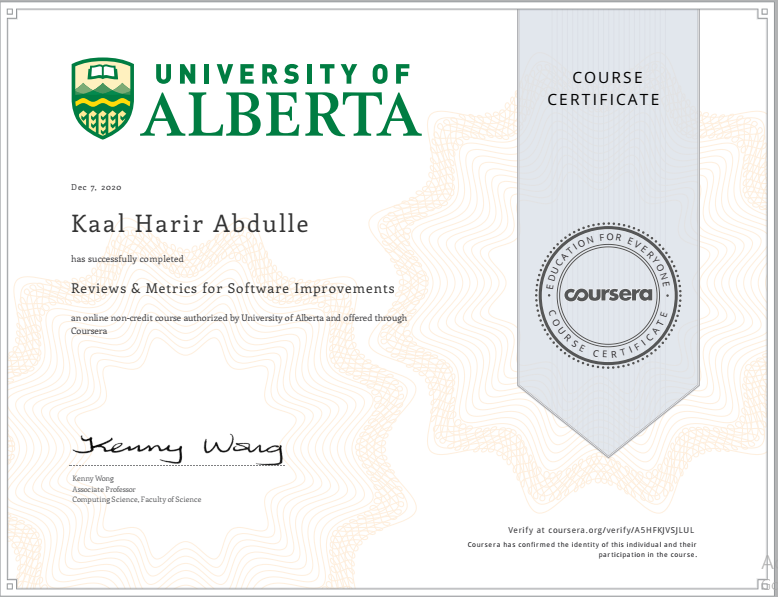 UNIVERSITY OF
ALBERTA
COURSE
CERTIFICATE
Dec 7, 2020
Kaal Harir Abdulle
has successfully completed
Reviews & Metrics for Software Improvements
an online non-credit course authorized by University of Alberta and offered through
Coursera
EDUCATION FOR EVERYONE
coursera
COURSE CERTIFICATE
Kenny Wong
Kenny Wong
Associate Professor
Computing Science, Faculty of Science
Verify at coursera.org/verify/A5HFKJVSJLUL
Coursera has confirmed the identity of this individual and their
participation in the course.